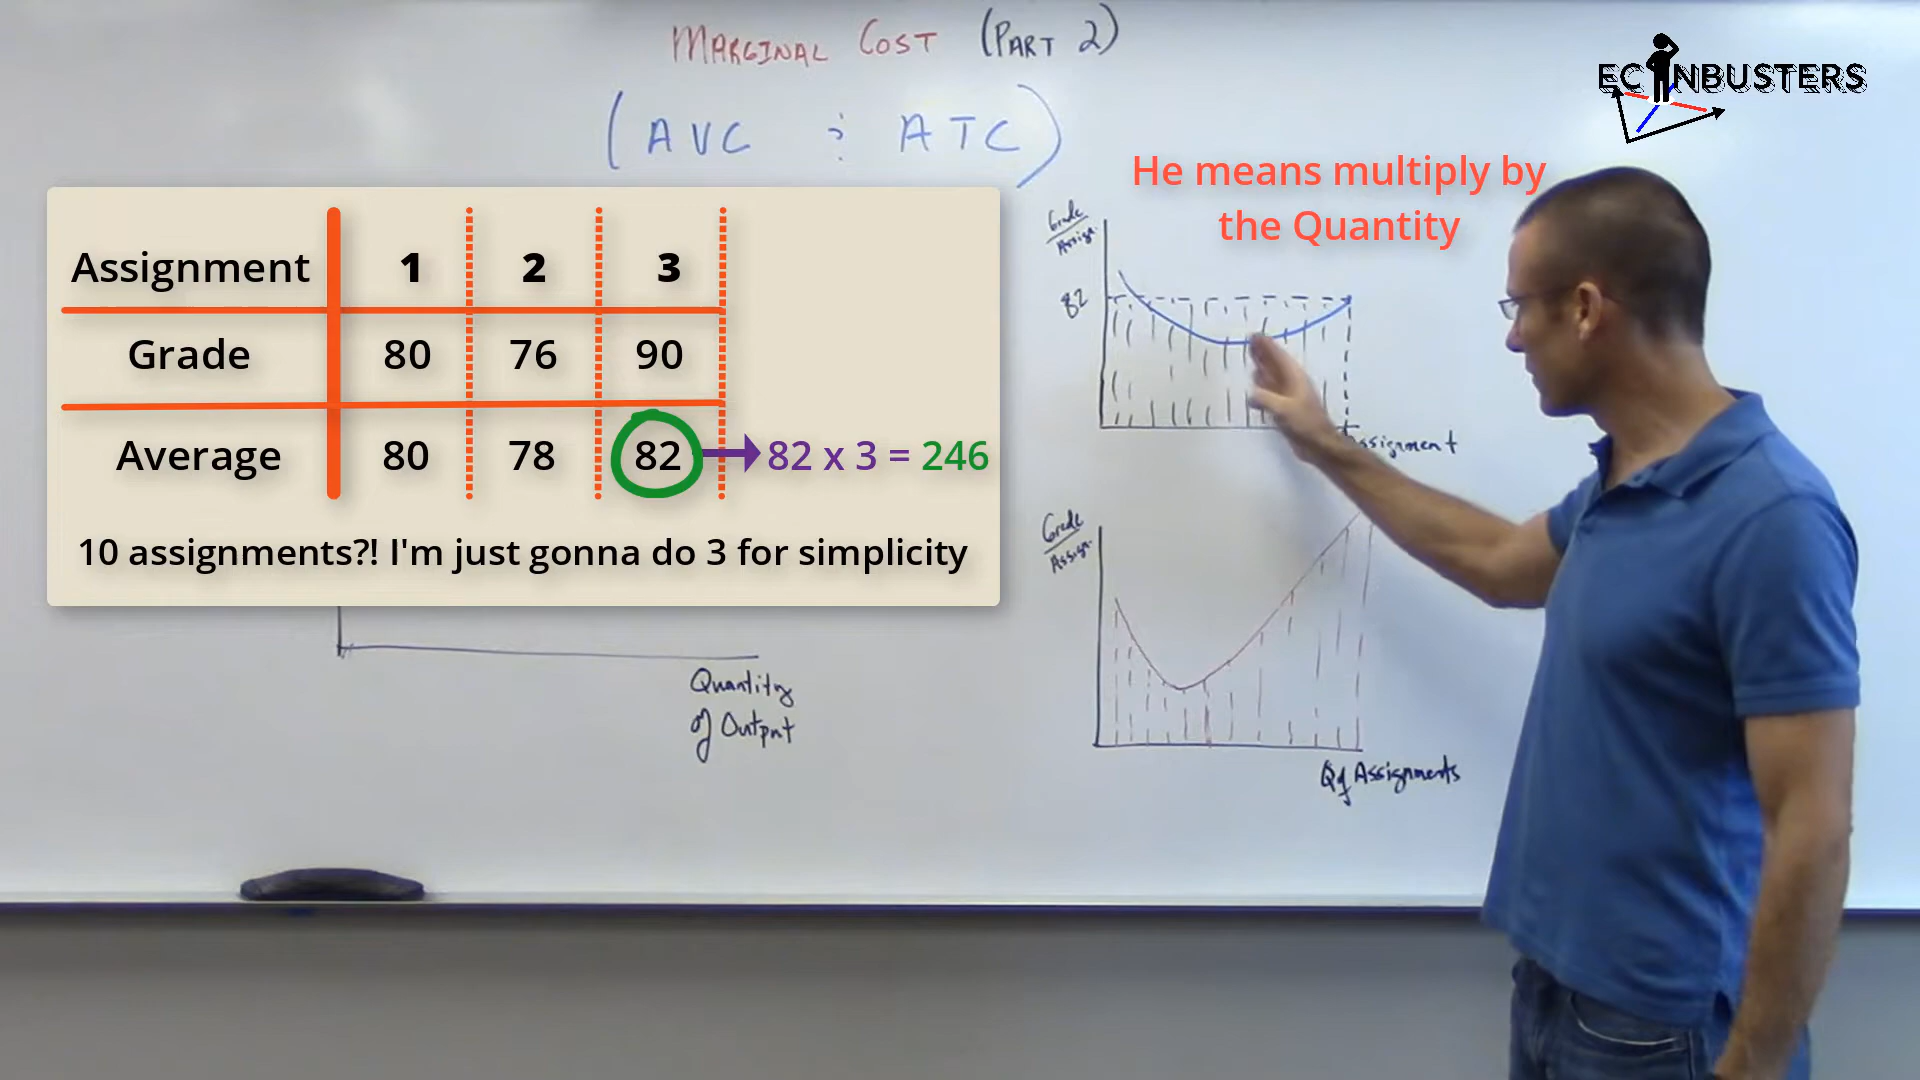 MARGINAL COST (PART 2)
(AVC : ATC)
ECONBUSTERS
He means multiply by
the Quantity
Assignment 1 2 3
Grade 80 76 90
Average 80 78 82 82 x 3 = 246
10 assignments?! I'm just gonna do 3 for simplicity
Grade
Assign.
82
Assignment
Grade
Assign.
Q of Assignments
Quantity
of Output